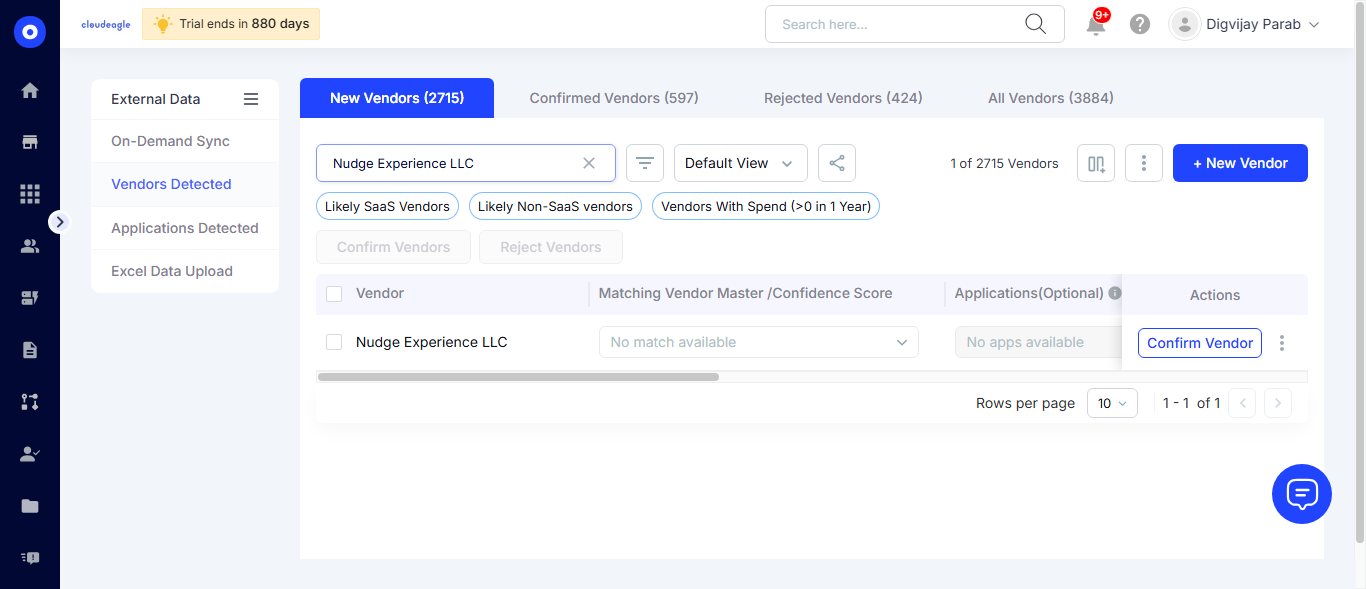 cloudeagle
Trial ends in 880 days
Search here...
9+
Digvijay Parab
External Data
On-Demand Sync
Vendors Detected
Applications Detected
Excel Data Upload
New Vendors (2715)
Confirmed Vendors (597)
Rejected Vendors (424)
All Vendors (3884)
Nudge Experience LLC
Default View
1 of 2715 Vendors
+ New Vendor
Likely SaaS Vendors
Likely Non-SaaS vendors
Vendors With Spend (>0 in 1 Year)
Confirm Vendors
Reject Vendors
Vendor
Matching Vendor Master /Confidence Score
Applications(Optional)
Actions
Nudge Experience LLC
No match available
No apps available
Confirm Vendor
Rows per page
10
1 - 1 of 1